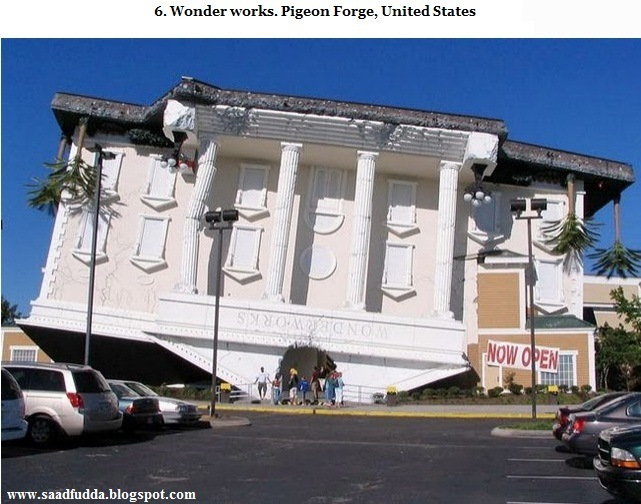 6. Wonder works. Pigeon Forge, United States
WONDERWORKS
NOW OPEN
www.saadfudda.blogspot.com